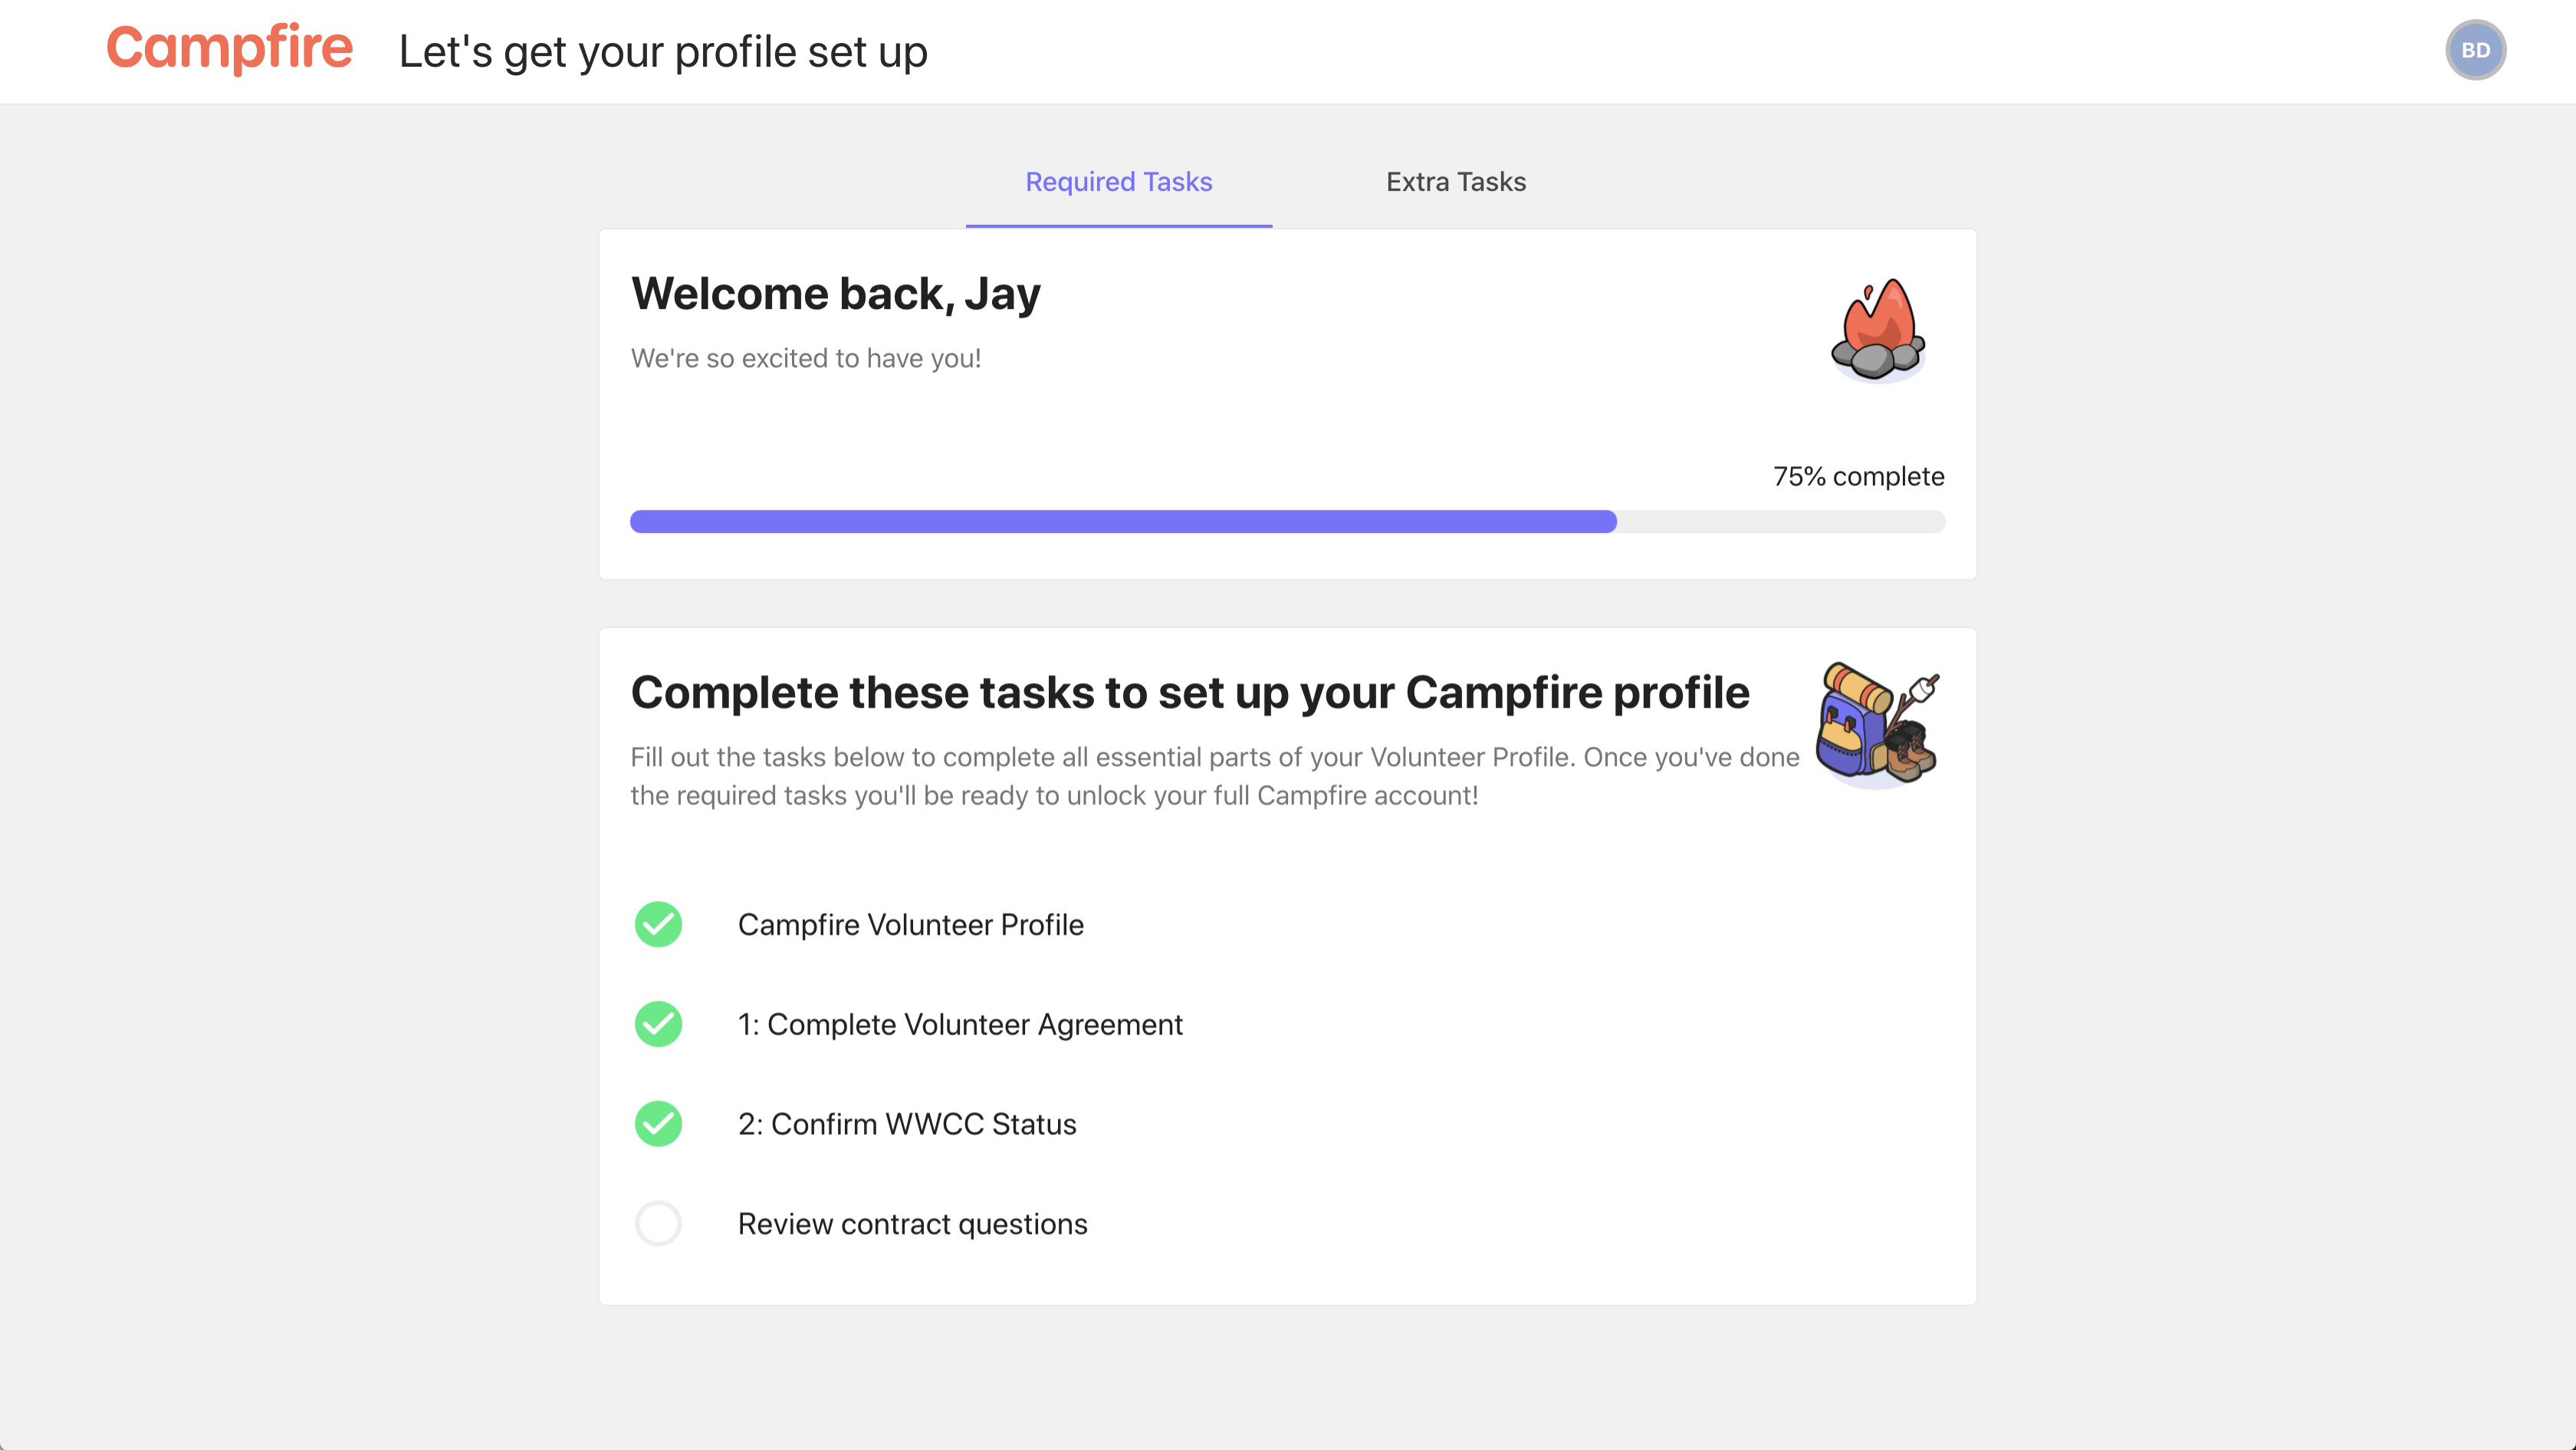 Campfire
Let's get your profile set up
BD
Required Tasks
Extra Tasks
Welcome back, Jay
We're so excited to have you!
75% complete
Complete these tasks to set up your Campfire profile
Fill out the tasks below to complete all essential parts of your Volunteer Profile. Once you've done
the required tasks you'll be ready to unlock your full Campfire account!
Campfire Volunteer Profile
1: Complete Volunteer Agreement
2: Confirm WWCC Status
Review contract questions